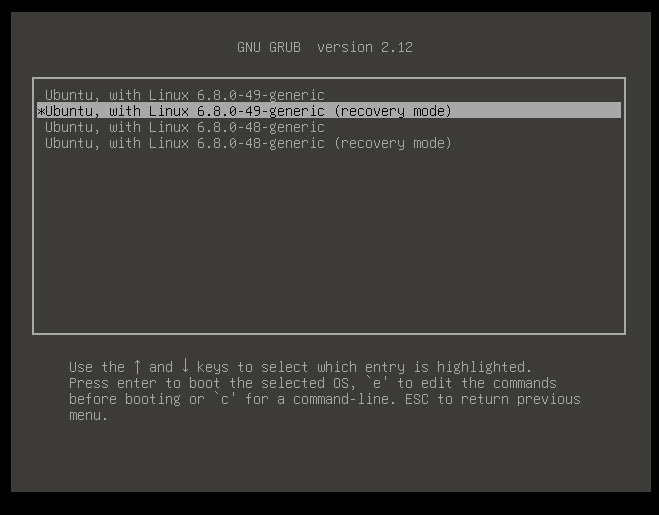 GNU GRUB  version 2.12
Ubuntu, with Linux 6.8.0-49-generic
*Ubuntu, with Linux 6.8.0-49-generic (recovery mode)
Ubuntu, with Linux 6.8.0-48-generic
Ubuntu, with Linux 6.8.0-48-generic (recovery mode)
Use the ↑ and ↓ keys to select which entry is highlighted.
Press enter to boot the selected OS, `e' to edit the commands
before booting or `c' for a command-line. ESC to return previous
menu.